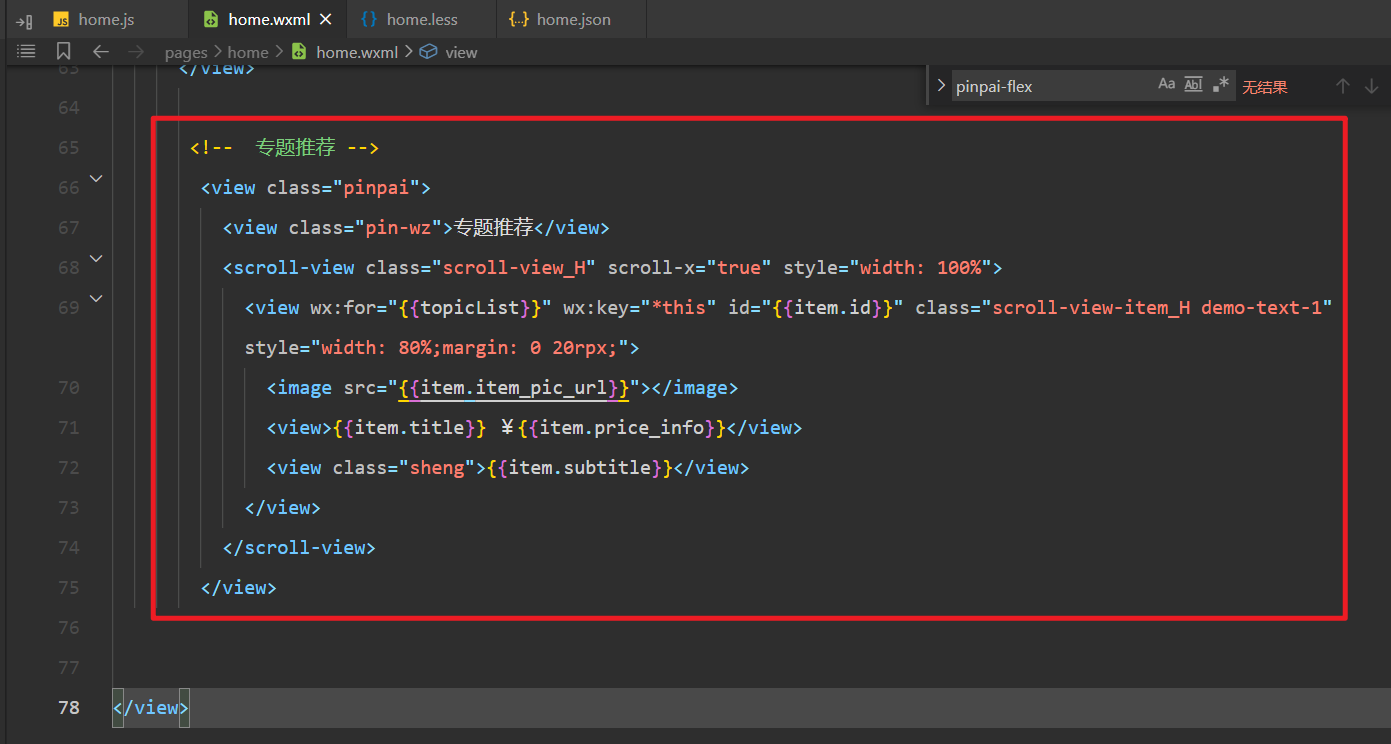 home.js home.wxml home.less home.json
pages > home > home.wxml > view
63 </view>
pinpai-flex Aa Abl .* 无结果
64
65 <!--  专题推荐 -->
66 <view class="pinpai">
67 <view class="pin-wz">专题推荐</view>
68 <scroll-view class="scroll-view_H" scroll-x="true" style="width: 100%">
69 <view wx:for="{{topicList}}" wx:key="*this" id="{{item.id}}" class="scroll-view-item_H demo-text-1"
style="width: 80%;margin: 0 20rpx;">
70 <image src="{{item.item_pic_url}}"></image>
71 <view>{{item.title}} ￥{{item.price_info}}</view>
72 <view class="sheng">{{item.subtitle}}</view>
73 </view>
74 </scroll-view>
75 </view>
76
77
78 </view>